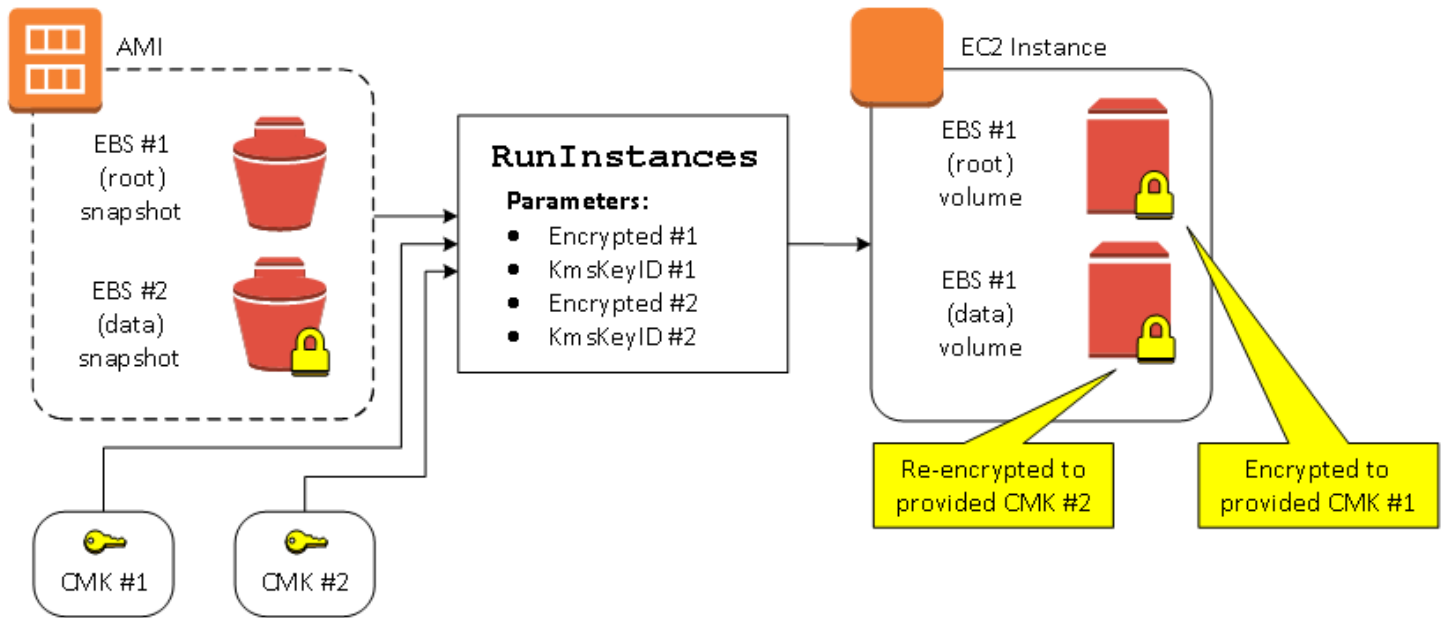 AMI
EBS #1
(root)
snapshot
EBS #2
(data)
snapshot
CMK #1
CMK #2
RunInstances
Parameters:
• Encrypted #1
• KmsKeyID #1
• Encrypted #2
• KmsKeyID #2
EC2 Instance
EBS #1
(root)
volume
EBS #1
(data)
volume
Re-encrypted to
provided CMK #2
Encrypted to
provided CMK #1